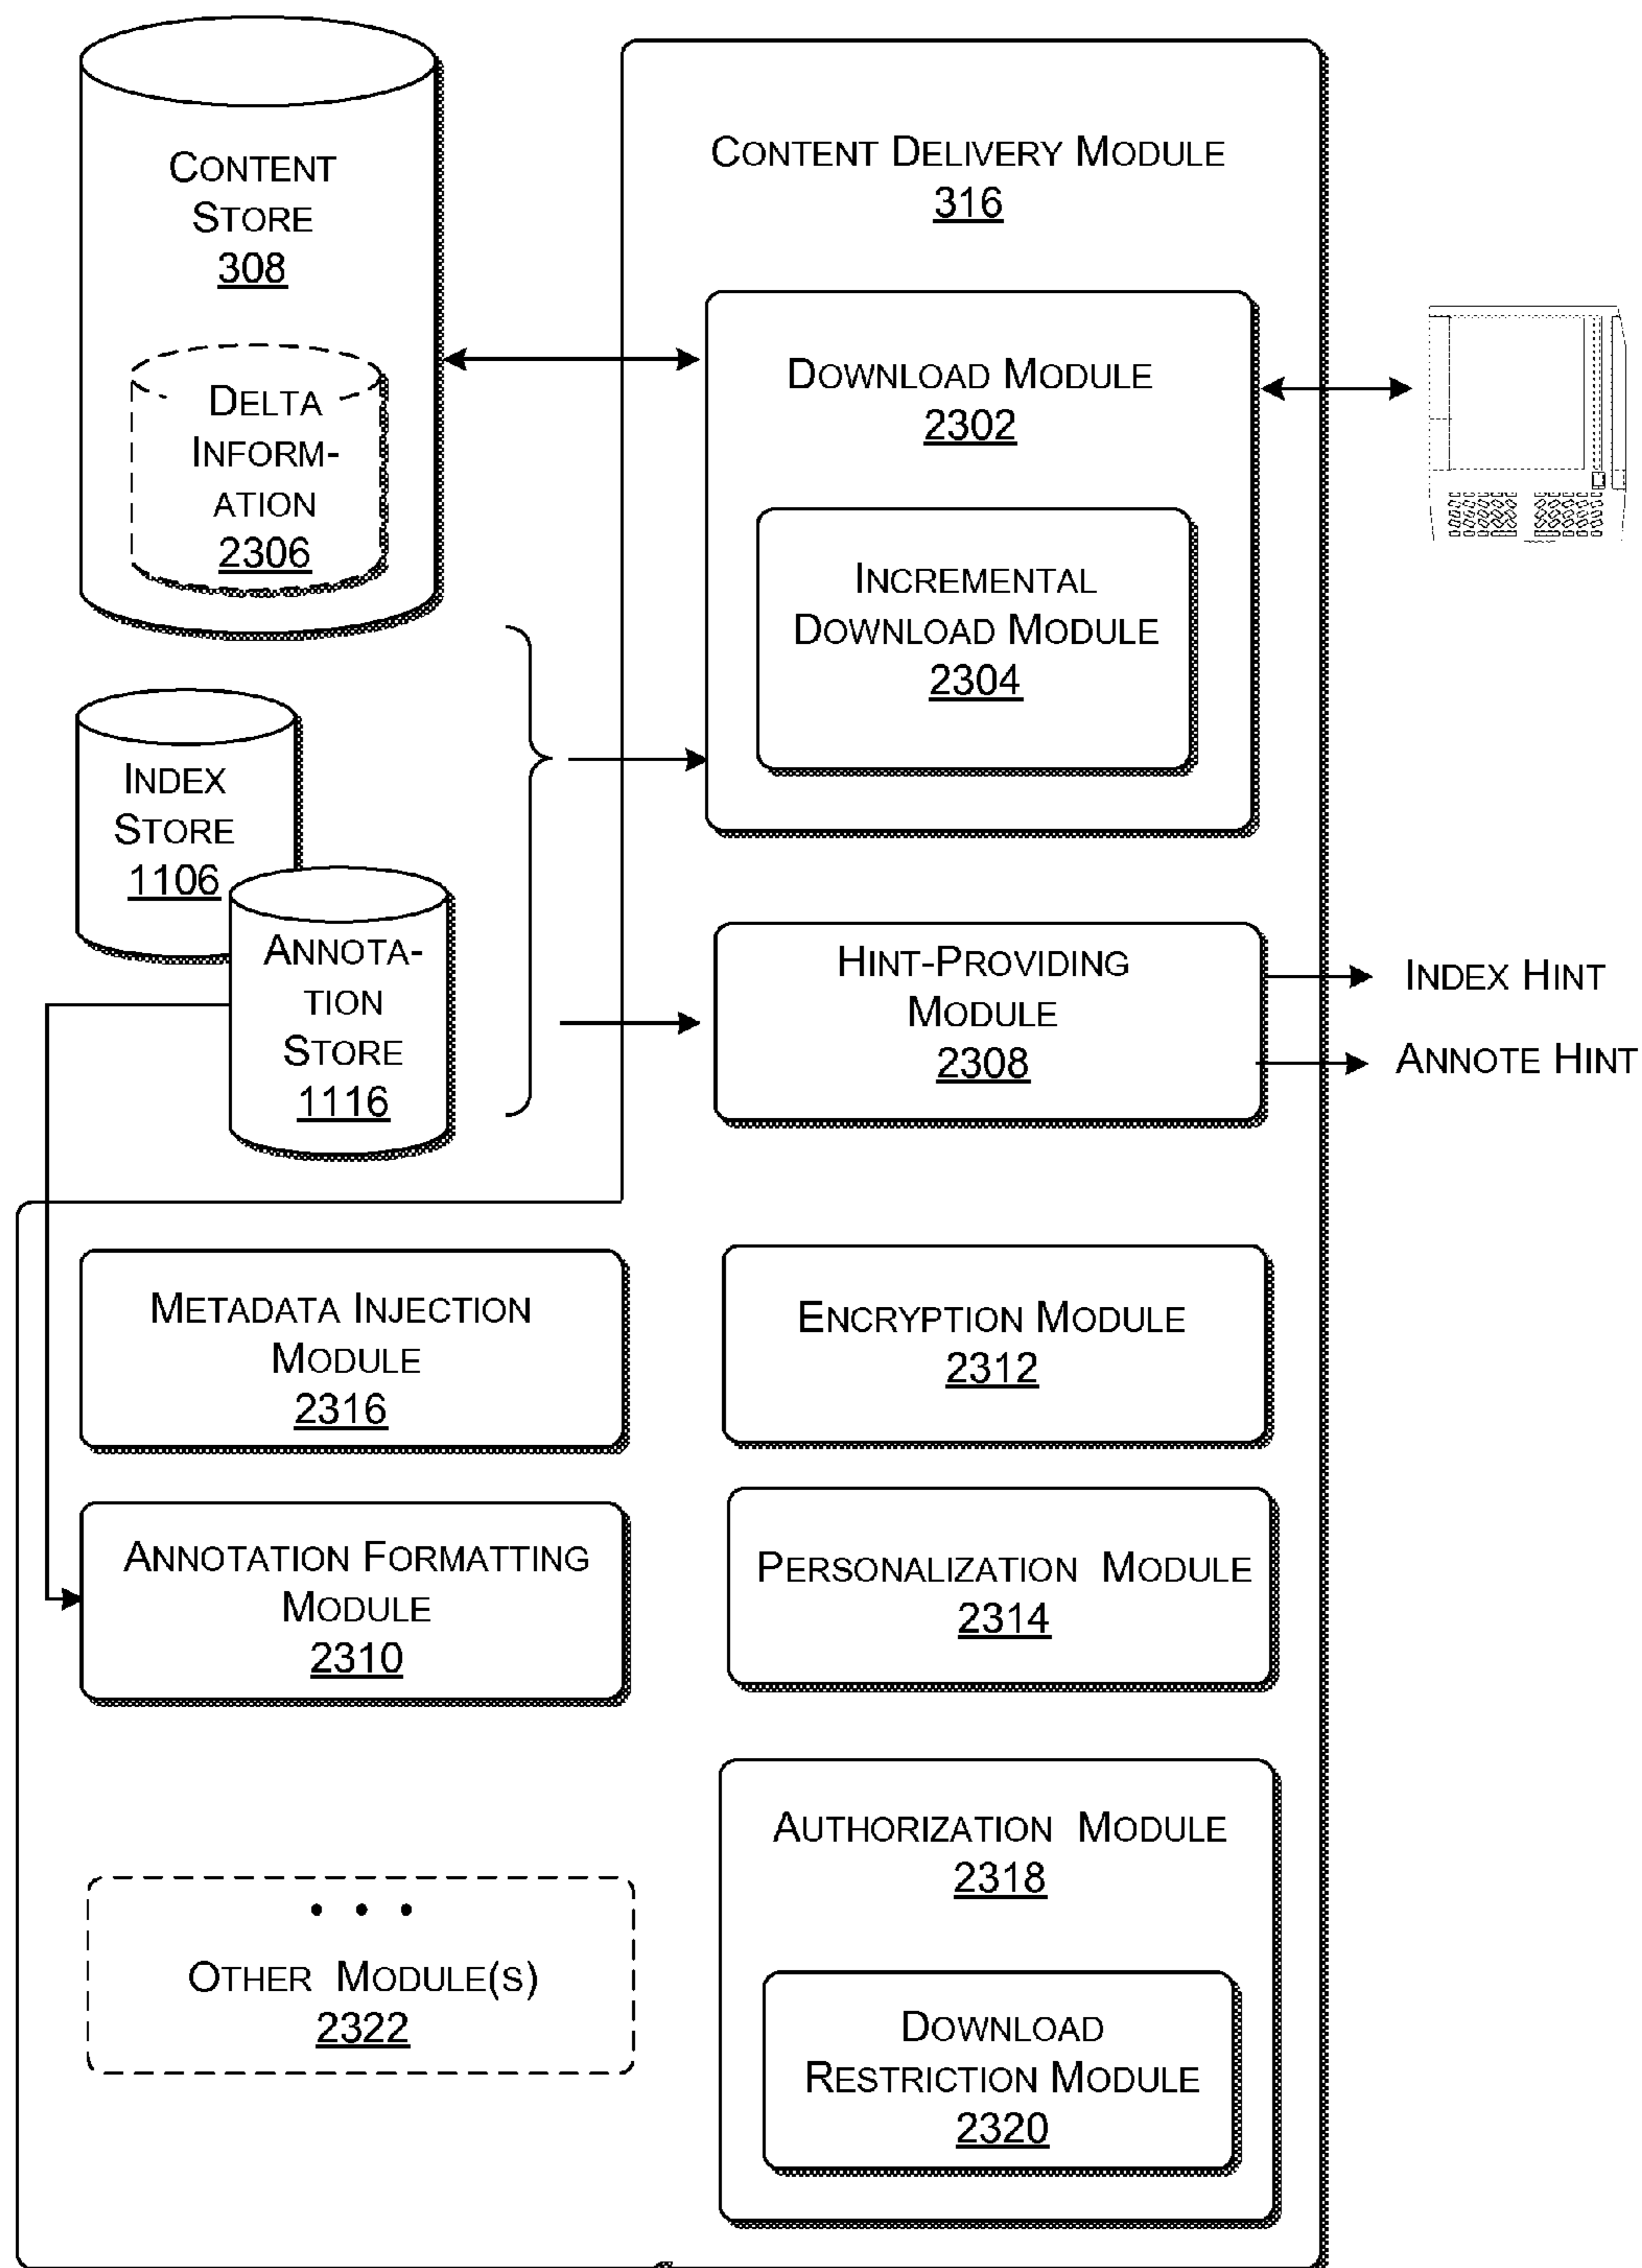 CONTENT
STORE
308
DELTA
INFORM-
ATION
2306
INDEX
STORE
1106
ANNOTA-
TION
STORE
1116
CONTENT DELIVERY MODULE
316
DOWNLOAD MODULE
2302
INCREMENTAL
DOWNLOAD MODULE
2304
HINT-PROVIDING
MODULE
2308
INDEX HINT
ANNOTE HINT
METADATA INJECTION
MODULE
2316
ENCRYPTION MODULE
2312
ANNOTATION FORMATTING
MODULE
2310
PERSONALIZATION MODULE
2314
• • •
OTHER MODULE(S)
2322
AUTHORIZATION MODULE
2318
DOWNLOAD
RESTRICTION MODULE
2320